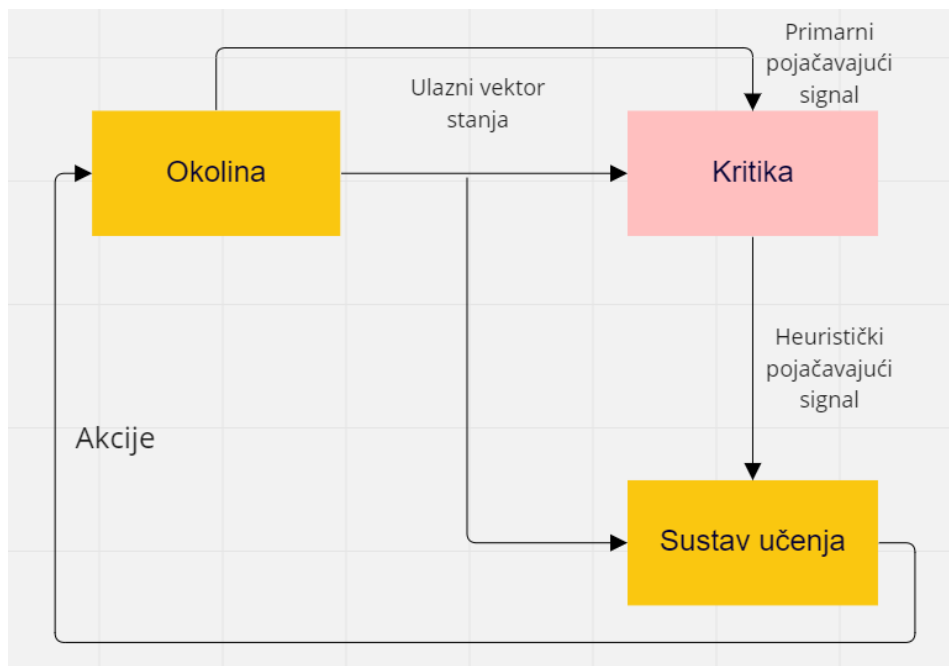 Primarni
pojačavajući
signal
Ulazni vektor
stanja
Okolina
Kritika
Heuristički
pojačavajući
signal
Akcije
Sustav učenja